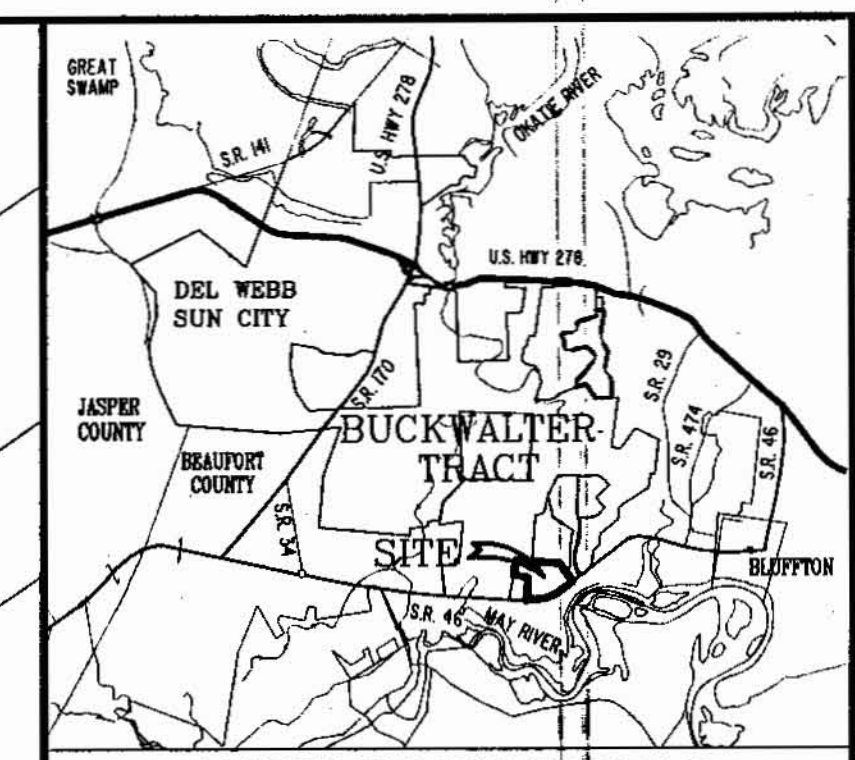 GREAT
SWAMP
S.R. 141
U.S. HWY 278
OKATIE RIVER
U.S. HWY 278
DEL WEBB
SUN CITY
S.R. 170
S.R. 29
S.R. 474
S.R. 46
JASPER
COUNTY
BUCKWALTER
TRACT
BEAUFORT
COUNTY
S.R. 34
SITE
BLUFFTON
S.R. 46
MAY RIVER